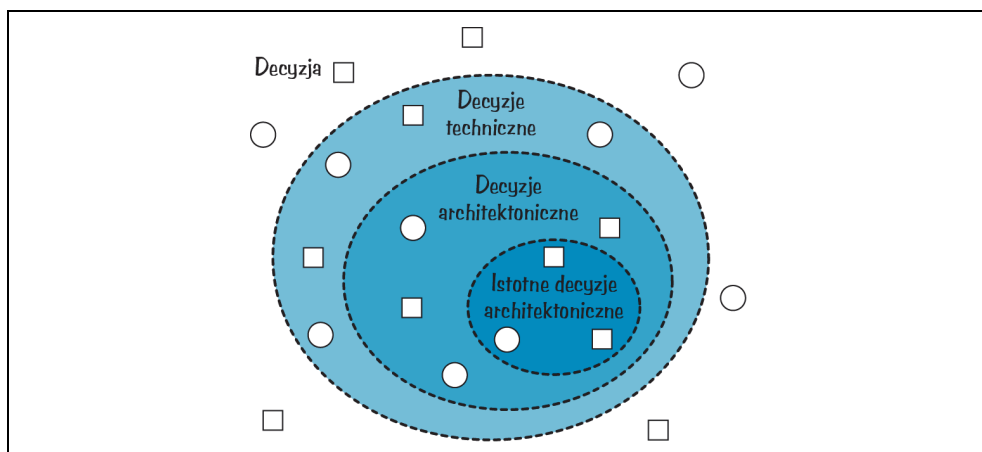 Decyzja
Decyzje
techniczne
Decyzje
architektoniczne
Istotne decyzje
architektoniczne